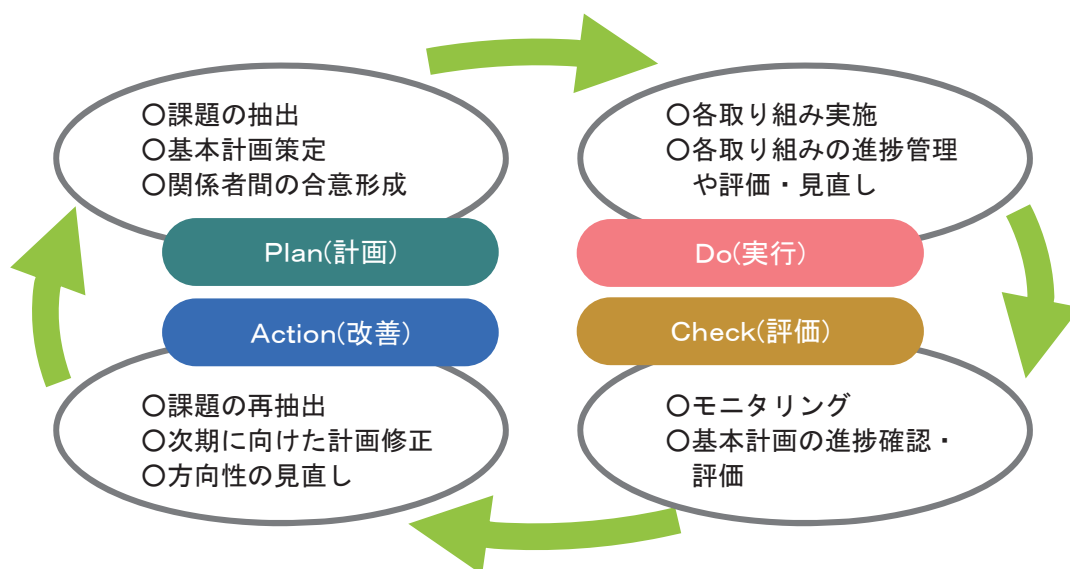 〇課題の抽出
〇基本計画策定
〇関係者間の合意形成
Plan(計画)
〇各取り組み実施
〇各取り組みの進捗管理
や評価・見直し
Do(実行)
Action(改善)
〇課題の再抽出
〇次期に向けた計画修正
〇方向性の見直し
Check(評価)
〇モニタリング
〇基本計画の進捗確認・
評価